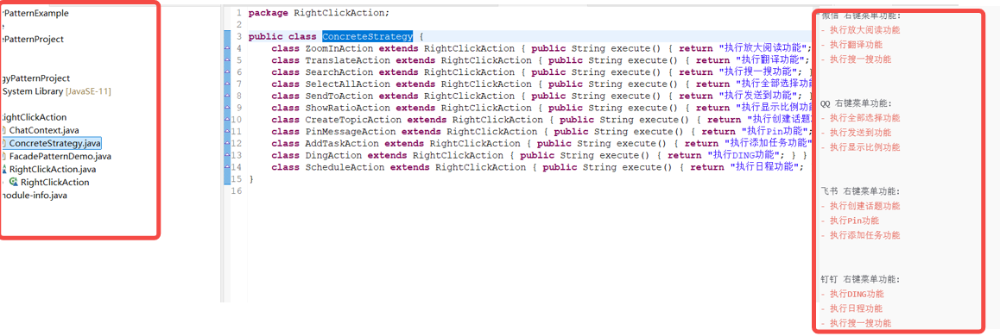 rPatternExample
e
ePatternProject
gyPatternProject
System Library [JavaSE-11]
RightClickAction
ChatContext.java
ConcreteStrategy.java
FacadePatternDemo.java
RightClickAction.java
RightClickAction
module-info.java
1 package RightClickAction;
2
3 public class ConcreteStrategy {
4 class ZoomInAction extends RightClickAction { public String execute() { return "执行放大阅读功能";
5 class TranslateAction extends RightClickAction { public String execute() { return "执行翻译功能";
6 class SearchAction extends RightClickAction { public String execute() { return "执行搜一搜功能"; }
7 class SelectAllAction extends RightClickAction { public String execute() { return "执行全部选择功能
8 class SendToAction extends RightClickAction { public String execute() { return "执行发送到功能"; }
9 class ShowRatioAction extends RightClickAction { public String execute() { return "执行显示比例功能
10 class CreateTopicAction extends RightClickAction { public String execute() { return "执行创建话题
11 class PinMessageAction extends RightClickAction { public String execute() { return "执行Pin功能";
12 class AddTaskAction extends RightClickAction { public String execute() { return "执行添加任务功能"
13 class DingAction extends RightClickAction { public String execute() { return "执行DING功能"; } }
14 class ScheduleAction extends RightClickAction { public String execute() { return "执行日程功能";
15 }
16
微信 右键菜单功能:
- 执行放大阅读功能
- 执行翻译功能
- 执行搜一搜功能
QQ 右键菜单功能:
- 执行全部选择功能
- 执行发送到功能
- 执行显示比例功能
飞书 右键菜单功能:
- 执行创建话题功能
- 执行Pin功能
- 执行添加任务功能
钉钉 右键菜单功能:
- 执行DING功能
- 执行日程功能
- 执行搜一搜功能